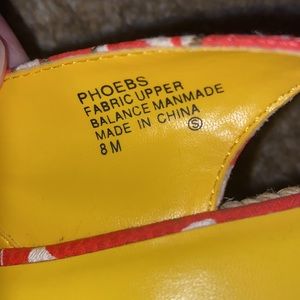 PHOEBS
FABRIC UPPER
BALANCE MANMADE
MADE IN CHINA
8 M Ⓢ